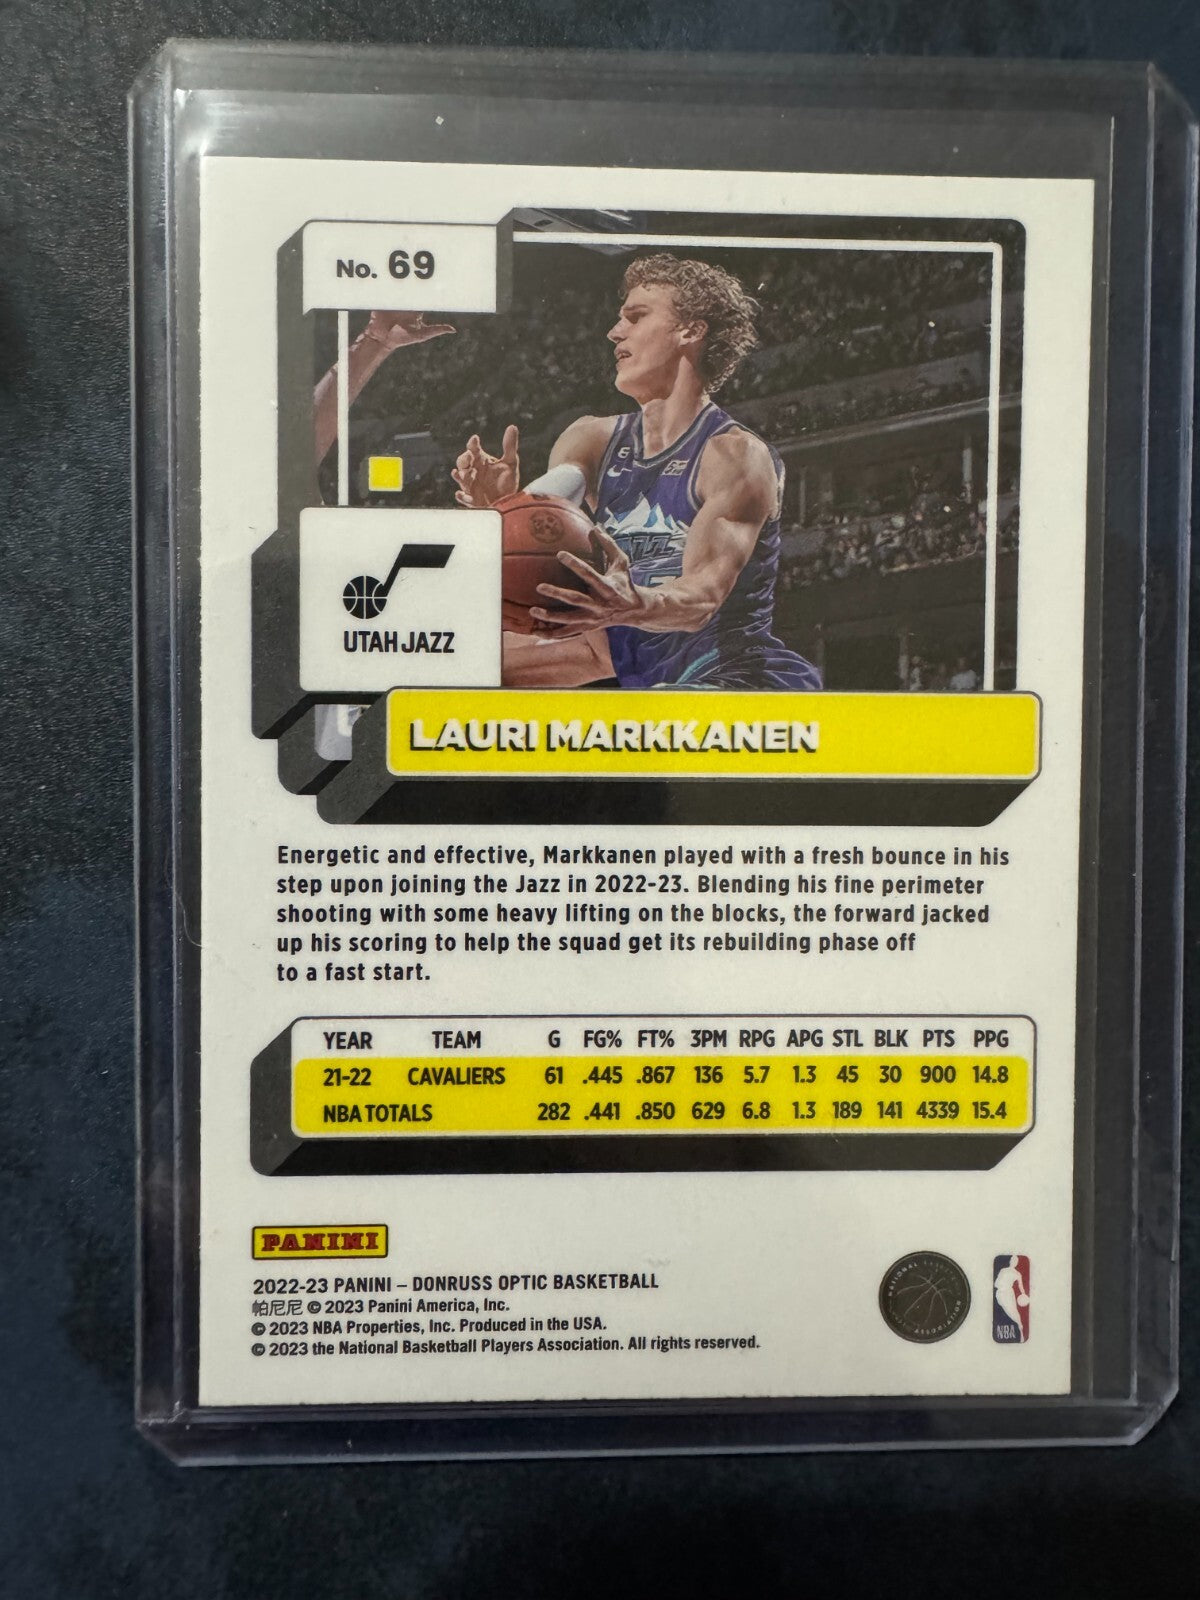 No. 69
UTAH JAZZ
LAURI MARKKANEN
Energetic and effective, Markkanen played with a fresh bounce in his
step upon joining the Jazz in 2022-23. Blending his fine perimeter
shooting with some heavy lifting on the blocks, the forward jacked
up his scoring to help the squad get its rebuilding phase off
to a fast start.
YEAR TEAM G FG% FT% 3PM RPG APG STL BLK PTS PPG
21-22 CAVALIERS 61 .445 .867 136 5.7 1.3 45 30 900 14.8
NBA TOTALS 282 .441 .850 629 6.8 1.3 189 141 4339 15.4
PANINI
2022-23 PANINI – DONRUSS OPTIC BASKETBALL
帕尼尼 © 2023 Panini America, Inc.
© 2023 NBA Properties, Inc. Produced in the USA.
© 2023 the National Basketball Players Association. All rights reserved.
NBA